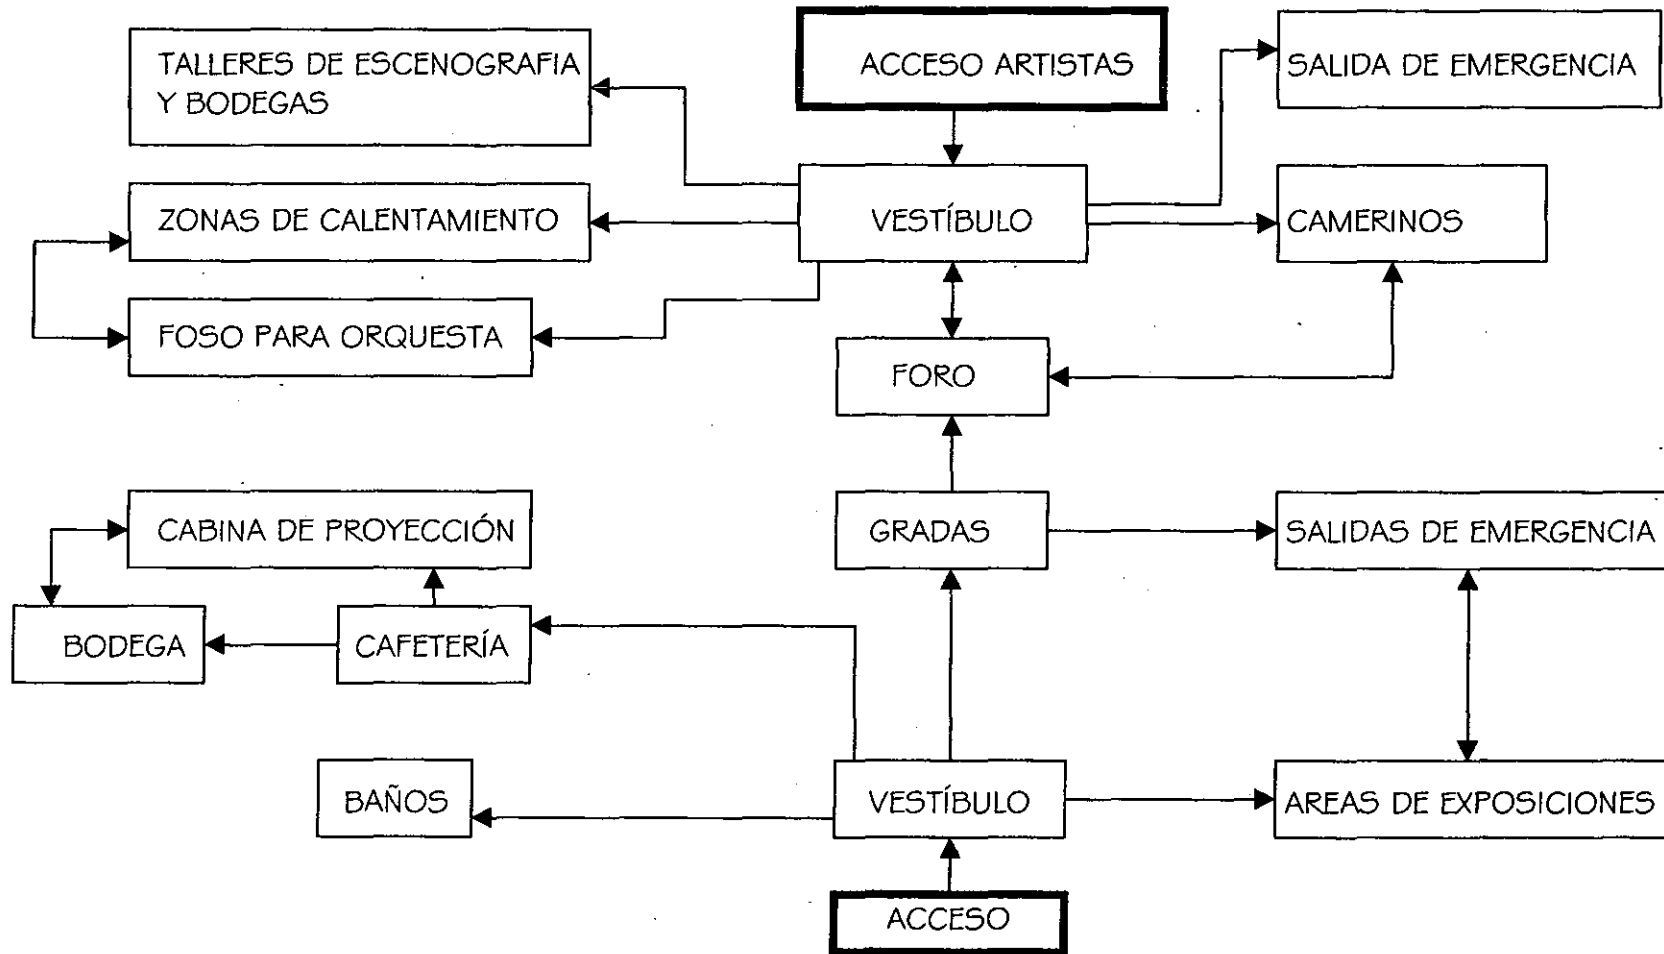 ACCESO ARTISTAS
TALLERES DE ESCENOGRAFIA
Y BODEGAS
SALIDA DE EMERGENCIA
ZONAS DE CALENTAMIENTO
VESTÍBULO
CAMERINOS
FOSO PARA ORQUESTA
FORO
CABINA DE PROYECCIÓN
GRADAS
SALIDAS DE EMERGENCIA
BODEGA
CAFETERÍA
BAÑOS
VESTÍBULO
AREAS DE EXPOSICIONES
ACCESO